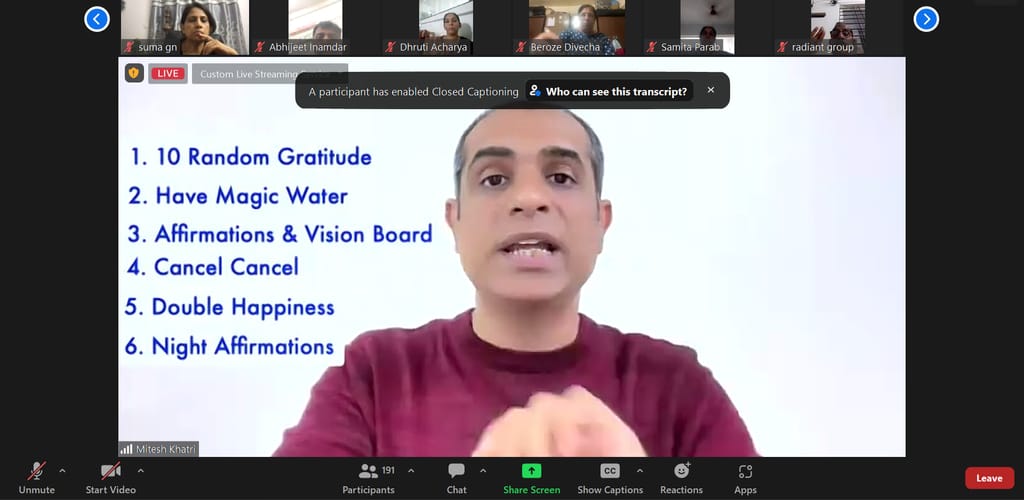 suma gn
Abhijeet Inamdar
Dhruti Acharya
Beroze Divecha
Samita Parab
radiant group
LIVE
Custom Live Streaming
A participant has enabled Closed Captioning
Who can see this transcript?
1. 10 Random Gratitude
2. Have Magic Water
3. Affirmations & Vision Board
4. Cancel Cancel
5. Double Happiness
6. Night Affirmations
Mitesh Khatri
191
CC
Unmute
Start Video
Participants
Chat
Share Screen
Show Captions
Reactions
Apps
Leave